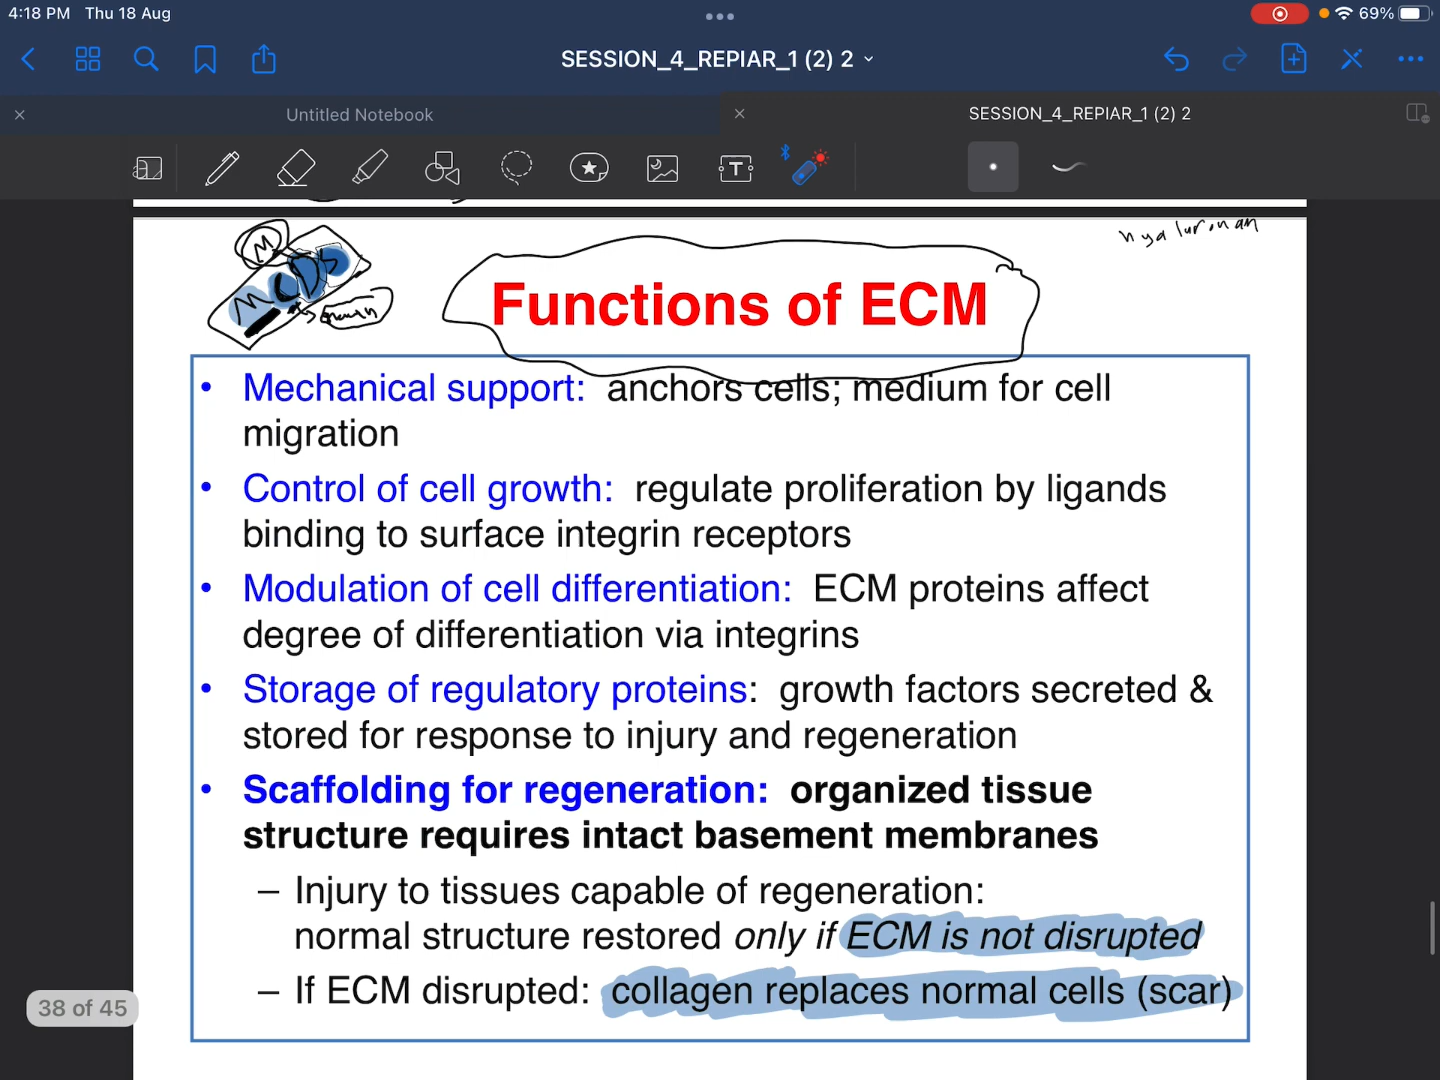 4:18 PM Thu 18 Aug
69%
SESSION_4_REPIAR_1 (2) 2
Untitled Notebook
SESSION_4_REPIAR_1 (2) 2
hyaluronan
M
MCDS
Functions of ECM
• Mechanical support: anchors cells; medium for cell
migration
• Control of cell growth: regulate proliferation by ligands
binding to surface integrin receptors
• Modulation of cell differentiation: ECM proteins affect
degree of differentiation via integrins
• Storage of regulatory proteins: growth factors secreted &
stored for response to injury and regeneration
• Scaffolding for regeneration: organized tissue
structure requires intact basement membranes
– Injury to tissues capable of regeneration:
normal structure restored only if ECM is not disrupted
– If ECM disrupted: collagen replaces normal cells (scar)
38 of 45